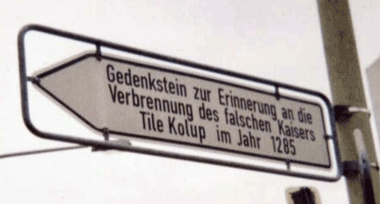 Gedenkstein zur Erinnerung an die
Verbrennung des falschen Kaisers
Tile Kolup im Jahr 1285